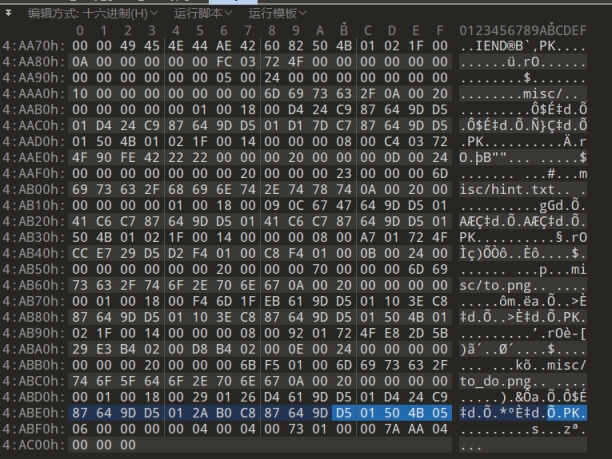 编辑方式: 十六进制(H) 运行脚本 运行模板
0 1 2 3 4 5 6 7 8 9 A B C D E F 0123456789ABCDEF
4:AA70h: 00 00 49 45 4E 44 AE 42 60 82 50 4B 01 02 1F 00 ..IEND®B`‚PK....
4:AA80h: 0A 00 00 00 00 00 FC 03 72 4F 00 00 00 00 00 00 ......ü.rO......
4:AA90h: 00 00 00 00 00 00 05 00 24 00 00 00 00 00 00 00 ........$.......
4:AAA0h: 10 00 00 00 00 00 00 00 6D 69 73 63 2F 0A 00 20 ........misc/..
4:AAB0h: 00 00 00 00 00 01 00 18 00 D4 24 C9 87 64 9D D5 .........Ô$É‡d.Õ
4:AAC0h: 01 D4 24 C9 87 64 9D D5 01 D1 7D C7 87 64 9D D5 .Ô$É‡d.Õ.Ñ}Ç‡d.Õ
4:AAD0h: 01 50 4B 01 02 1F 00 14 00 00 00 08 00 C4 03 72 .PK..........Ä.r
4:AAE0h: 4F 90 FE 42 22 22 00 00 00 20 00 00 00 0D 00 24 O.þB""... .....$
4:AAF0h: 00 00 00 00 00 00 00 20 00 00 00 23 00 00 00 6D ....... ...#...m
4:AB00h: 69 73 63 2F 68 69 6E 74 2E 74 78 74 0A 00 20 00 isc/hint.txt.. .
4:AB10h: 00 00 00 00 01 00 18 00 09 0C 67 47 64 9D D5 01 ..........gGd.Õ.
4:AB20h: 41 C6 C7 87 64 9D D5 01 41 C6 C7 87 64 9D D5 01 AÆÇ‡d.Õ.AÆÇ‡d.Õ.
4:AB30h: 50 4B 01 02 1F 00 14 00 00 00 08 00 A7 01 72 4F PK..........§.rO
4:AB40h: CC E7 29 D5 D2 F4 01 00 C8 F4 01 00 0B 00 24 00 Ìç)ÕÒô..Èô....$.
4:AB50h: 00 00 00 00 00 00 20 00 00 00 70 00 00 00 6D 69 ...... ...p...mi
4:AB60h: 73 63 2F 74 6F 2E 70 6E 67 0A 00 20 00 00 00 00 sc/to.png.. ....
4:AB70h: 00 01 00 18 00 F4 6D 1F EB 61 9D D5 01 10 3E C8 .....ôm.ëa.Õ..>È
4:AB80h: 87 64 9D D5 01 10 3E C8 87 64 9D D5 01 50 4B 01 ‡d.Õ..>È‡d.Õ.PK.
4:AB90h: 02 1F 00 14 00 00 00 08 00 92 01 72 4F E8 2D 5B .........’.rOè-[
4:ABA0h: 29 E3 B4 02 00 D8 B4 02 00 0E 00 24 00 00 00 00 )ã´..Ø´....$....
4:ABB0h: 00 00 00 20 00 00 00 6B F5 01 00 6D 69 73 63 2F ... ...kõ..misc/
4:ABC0h: 74 6F 5F 64 6F 2E 70 6E 67 0A 00 20 00 00 00 00 to_do.png.. ....
4:ABD0h: 00 01 00 18 00 29 01 26 D4 61 9D D5 01 D4 24 C9 .....).&Ôa.Õ.Ô$É
4:ABE0h: 87 64 9D D5 01 2A B0 C8 87 64 9D D5 01 50 4B 05 ‡d.Õ.*°È‡d.Õ.PK.
4:ABF0h: 06 00 00 00 00 04 00 04 00 73 01 00 00 7A AA 04 .........s...zª.
4:AC00h: 00 00 00 ...